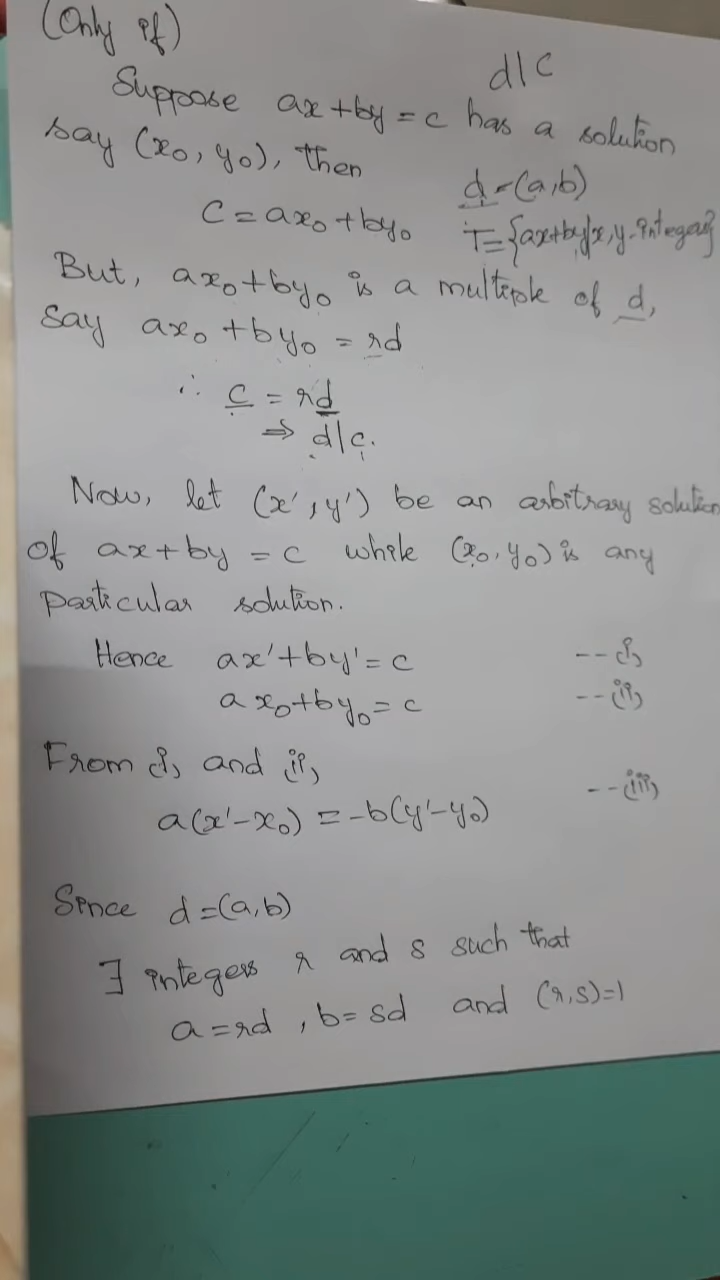 (Only if)
d|c
Suppose ax+by=c has a solution
say (x₀, y₀), then
d=(a,b)
c=ax₀+by₀
T={ax+by|x,y-integers}
But, ax₀+by₀ is a multiple of d,
say ax₀+by₀ = rd
∴ c = rd
⇒ d|c.
Now, let (x',y') be an arbitrary solution
of ax+by=c while (x₀,y₀) is any
particular solution.
Hence ax'+by'=c --i,
ax₀+by₀=c --ii,
From i, and ii,
a(x'-x₀)=-b(y'-y₀) --iii,
Since d=(a,b)
∃ integers r and s such that
a=rd, b=sd and (r,s)=1